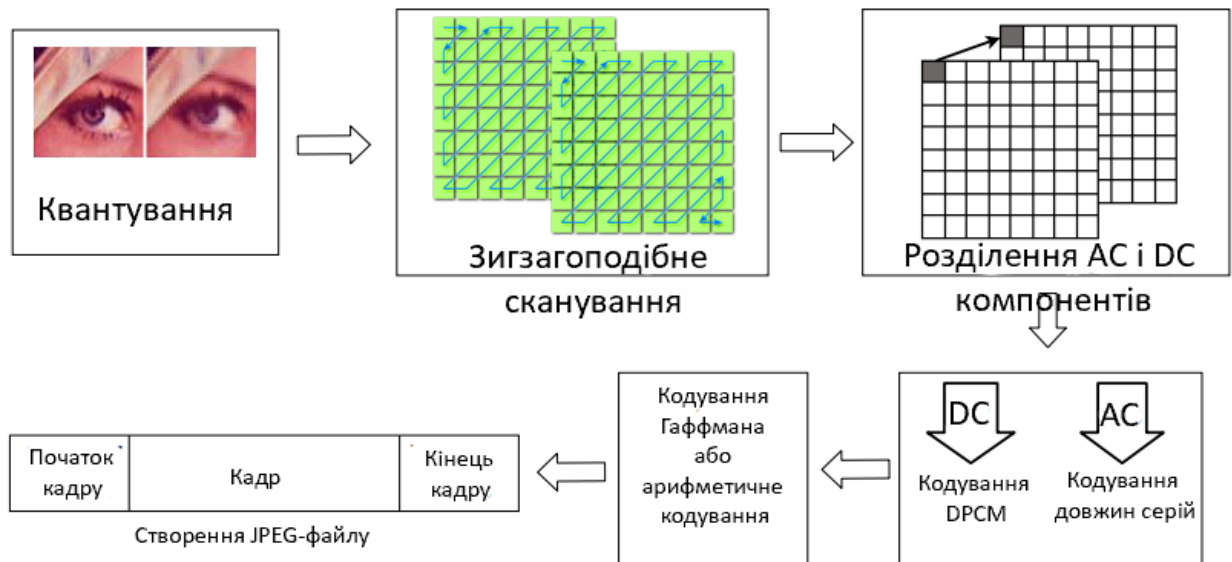 Квантування
Зигзагоподібне
сканування
Розділення AC і DC
компонентів
DC
AC
Кодування
DPCM
Кодування
довжин серій
Кодування
Гаффмана
або
арифметичне
кодування
Початок
кадру
Кадр
Кінець
кадру
Створення JPEG-файлу